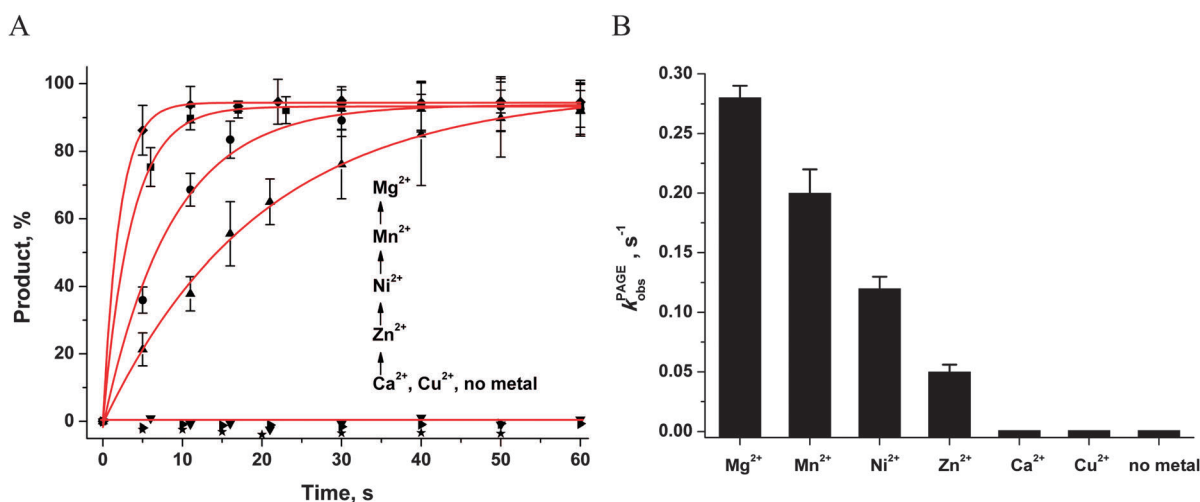 A
B
100
80
60
40
20
0
Product, %
Mg²⁺
Mn²⁺
Ni²⁺
Zn²⁺
Ca²⁺, Cu²⁺, no metal
0 10 20 30 40 50 60
Time, s
0.30
0.25
0.20
0.15
0.10
0.05
0.00
k_obs^PAGE, s⁻¹
Mg²⁺ Mn²⁺ Ni²⁺ Zn²⁺ Ca²⁺ Cu²⁺ no metal